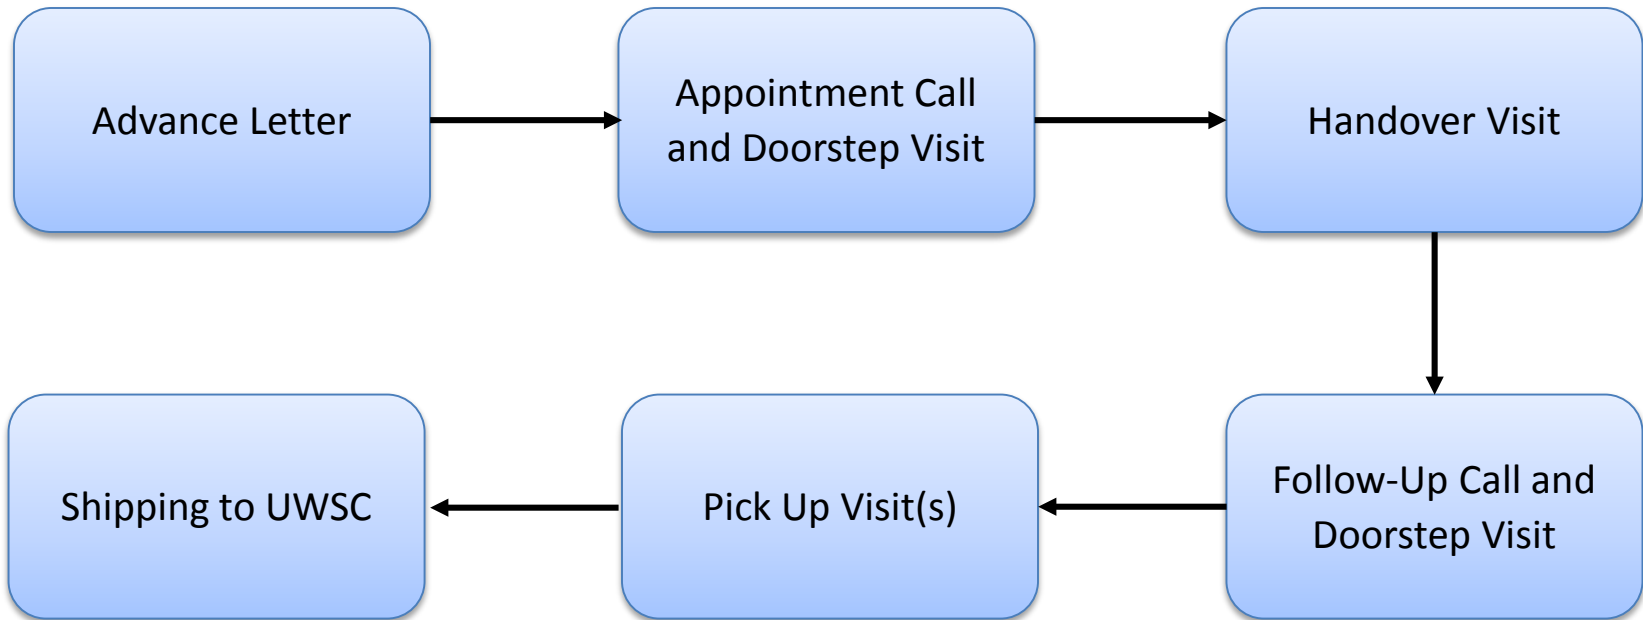 Advance Letter
Appointment Call
and Doorstep Visit
Handover Visit
Follow-Up Call and
Doorstep Visit
Pick Up Visit(s)
Shipping to UWSC